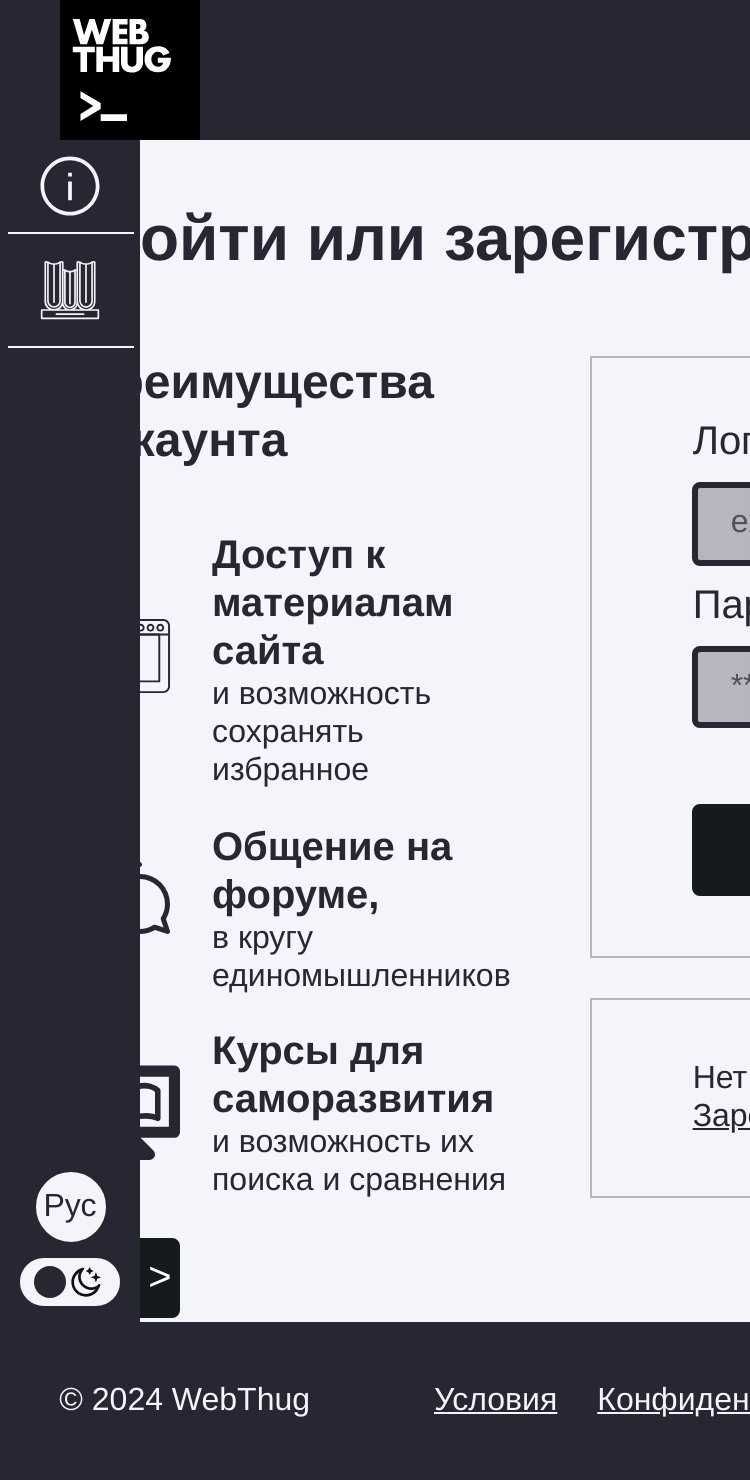 WEB
THUG
>_
ойти или зарегистр
реимущества
каунта
Доступ к
материалам
сайта
и возможность
сохранять
избранное
Общение на
форуме,
в кругу
единомышленников
Курсы для
саморазвития
и возможность их
поиска и сравнения
>
Лог
Пар
**
Нет
Заре
Рус
© 2024 WebThug
Условия
Конфиден